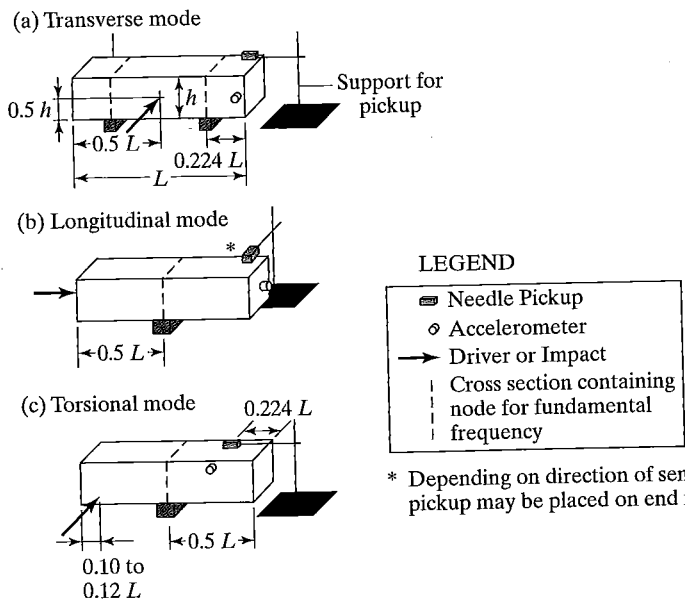 (a) Transverse mode
0.5 h
h
0.5 L
0.224 L
L
Support for
pickup
(b) Longitudinal mode
*
0.5 L
LEGEND
Needle Pickup
Accelerometer
Driver or Impact
Cross section containing
node for fundamental
frequency
(c) Torsional mode
0.224 L
0.5 L
0.10 to
0.12 L
* Depending on direction of
pickup may be placed on end